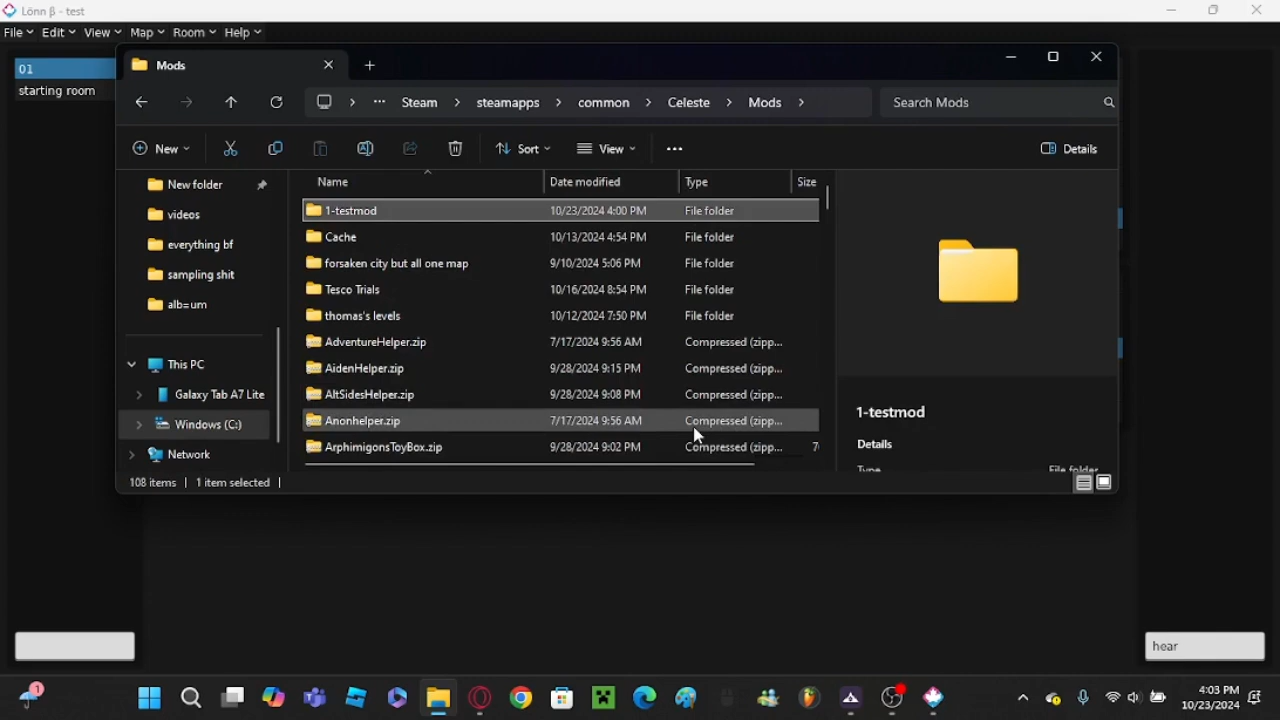 Lönn β - test
File Edit View Map Room Help
01
starting room
Mods
Steam > steamapps > common > Celeste > Mods >
Search Mods
New Sort View ... Details
Name Date modified Type Size
New folder
videos
everything bf
sampling shit
alb=um
This PC
Galaxy Tab A7 Lite
Windows (C:)
Network
1-testmod 10/23/2024 4:00 PM File folder
Cache 10/13/2024 4:54 PM File folder
forsaken city but all one map 9/10/2024 5:06 PM File folder
Tesco Trials 10/16/2024 8:54 PM File folder
thomas's levels 10/12/2024 7:50 PM File folder
AdventureHelper.zip 7/17/2024 9:56 AM Compressed (zipp...
AidenHelper.zip 9/28/2024 9:15 PM Compressed (zipp...
AltSidesHelper.zip 9/28/2024 9:08 PM Compressed (zipp...
Anonhelper.zip 7/17/2024 9:56 AM Compressed (zipp...
ArphimigonsToyBox.zip 9/28/2024 9:02 PM Compressed (zipp... 7
1-testmod
Details
Type File folder
108 items 1 item selected
hear
1
4:03 PM
10/23/2024